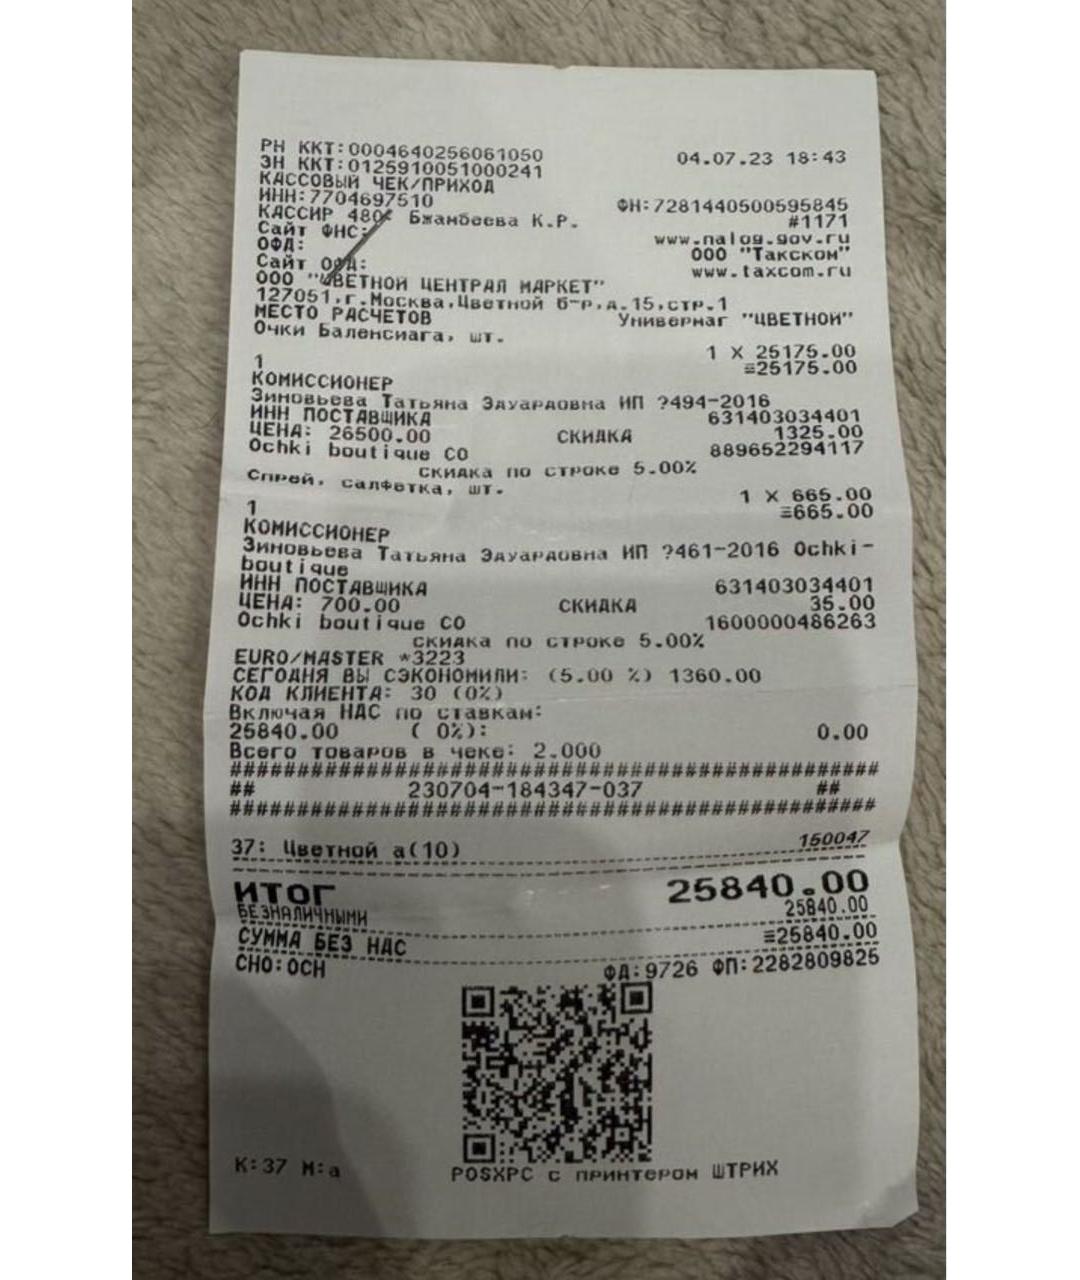 РН ККТ:0004640256061050 04.07.23 18:43
ЗН ККТ:0125910051000241
КАССОВЫЙ ЧЕК/ПРИХОД
ИНН:7704697510 ФН:7281440500595845
КАССИР 480 Бжамбеева К.Р. #1171
Сайт ФНС: www.nalog.gov.ru
ОФД: ООО "Такском"
Сайт ОФД: www.taxcom.ru
ООО "ЦВЕТНОЙ ЦЕНТРАЛ МАРКЕТ"
127051,г.Москва,Цветной б-р,д.15,стр.1
МЕСТО РАСЧЕТОВ Универмаг "ЦВЕТНОЙ"
Очки Баленсиага, шт.
1 X 25175.00
1 ≡25175.00
КОМИССИОНЕР
Зиновьева Татьяна Эдуардовна ИП ?494-2016
ИНН ПОСТАВЩИКА 631403034401
ЦЕНА: 26500.00 СКИДКА 1325.00
Ochki boutique CO 889652294117
скидка по строке 5.00%
Спрей, салфетка, шт.
1 X 665.00
1 ≡665.00
КОМИССИОНЕР
Зиновьева Татьяна Эдуардовна ИП ?461-2016 Ochki-
boutique
ИНН ПОСТАВЩИКА 631403034401
ЦЕНА: 700.00 СКИДКА 35.00
Ochki boutique CO 1600000486263
скидка по строке 5.00%
EURO/MASTER *3223
СЕГОДНЯ ВЫ СЭКОНОМИЛИ: (5.00 %) 1360.00
КОД КЛИЕНТА: 30 (0%)
Включая НДС по ставкам:
25840.00 ( 0%): 0.00
Всего товаров в чеке: 2.000
################################################
## 230704-184347-037 ##
################################################
37: Цветной а(10) 150047
ИТОГ 25840.00
БЕЗНАЛИЧНЫМИ 25840.00
СУММА БЕЗ НДС ≡25840.00
СНО:ОСН ФД:9726 ФП:2282809825
К:37 М:а POSXPC с принтером ШТРИХ